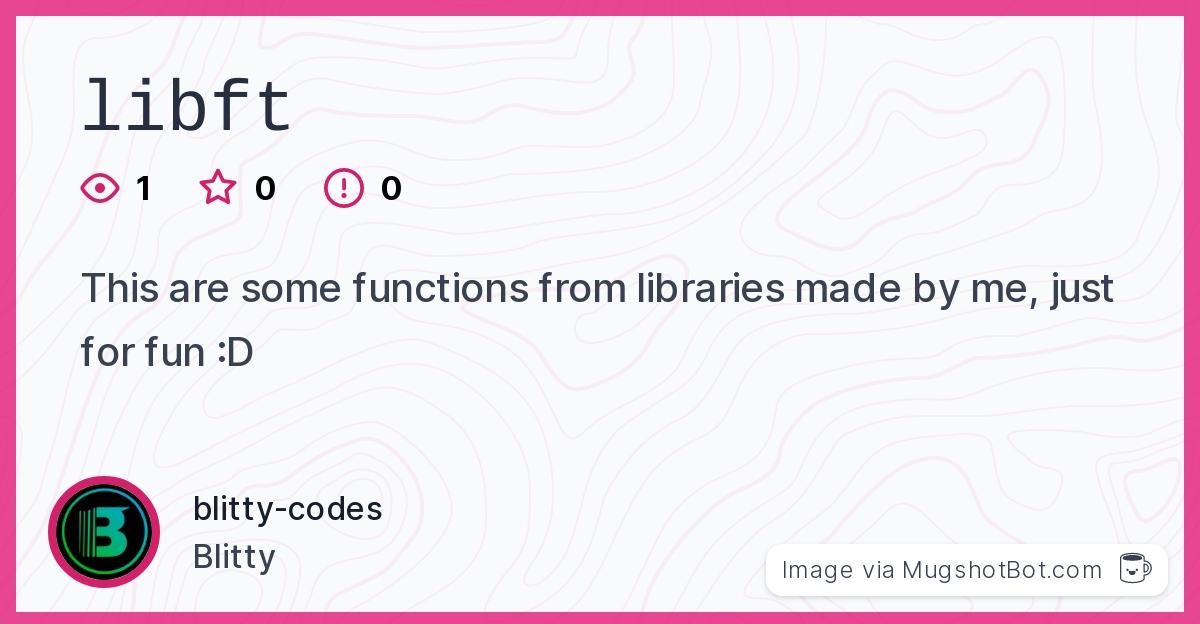 libft
1 0 0
This are some functions from libraries made by me, just
for fun :D
B
blitty-codes
Blitty
Image via MugshotBot.com